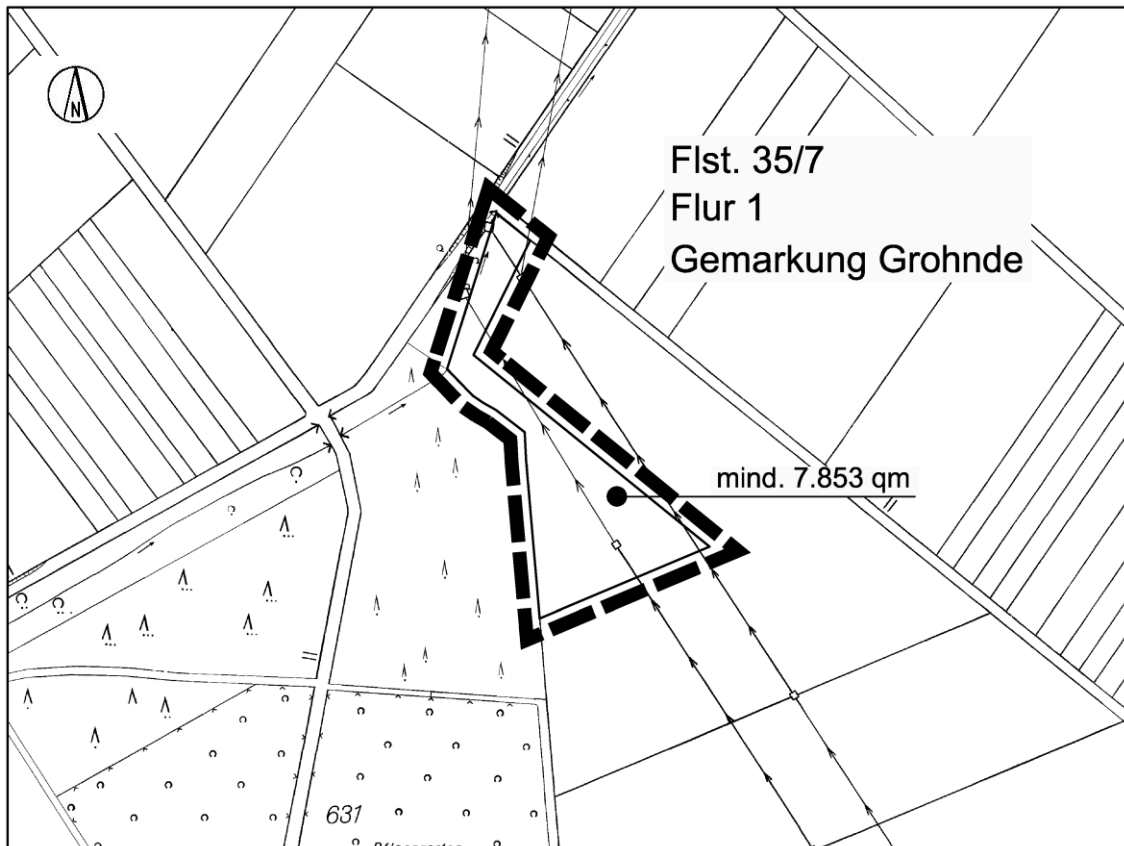 N
Flst. 35/7
Flur 1
Gemarkung Grohnde
mind. 7.853 qm
631